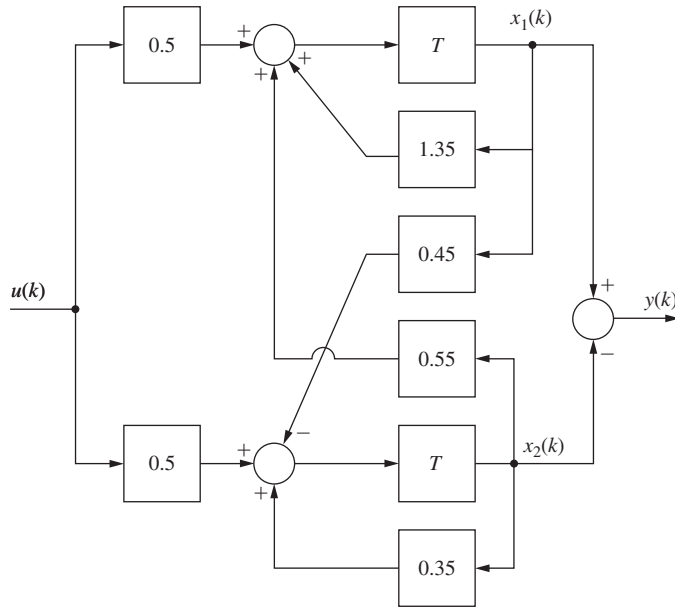 0.5
+
+
+
T
x₁(k)
1.35
0.45
u(k)
+
y(k)
−
0.55
0.5
+
−
+
T
x₂(k)
0.35